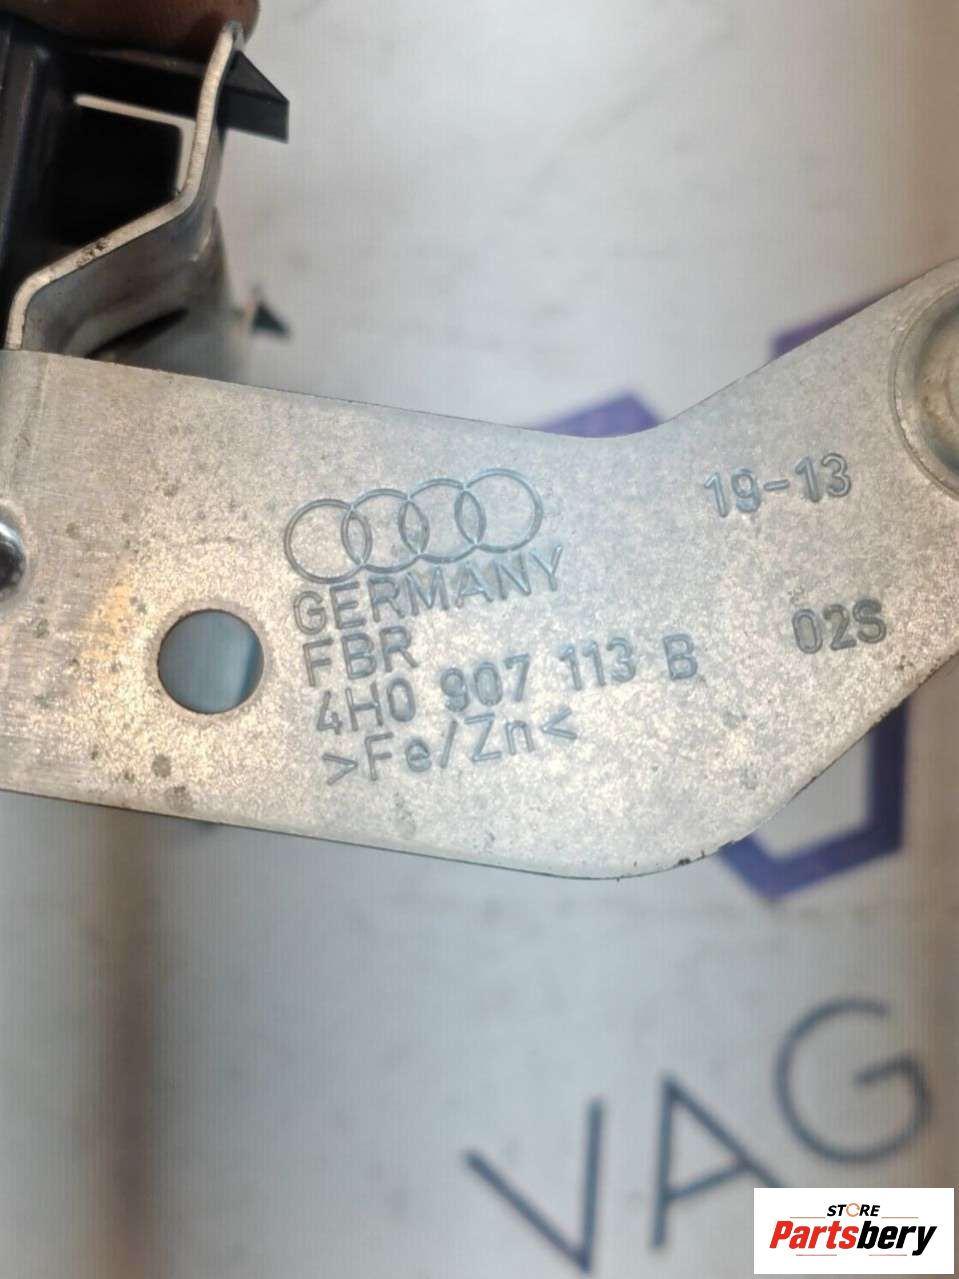 19-13
GERMANY
FBR
02S
4H0 907 113 B
>Fe/Zn<
VAG
STORE
Partsbery